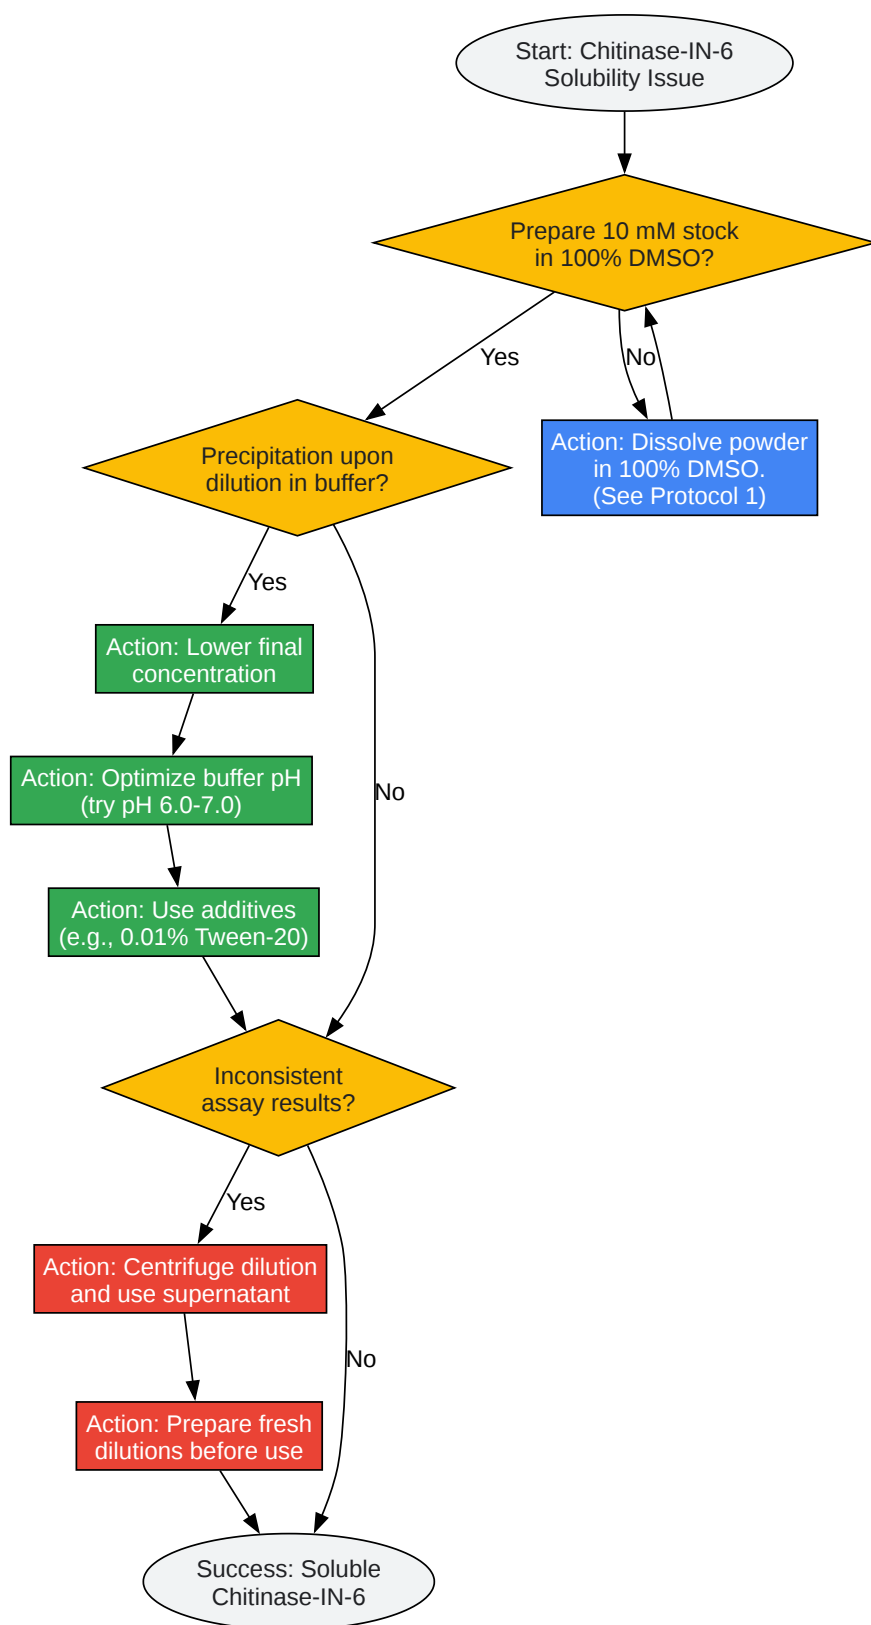 Start: Chitinase-IN-6
Solubility Issue
Prepare 10 mM stock
in 100% DMSO?
Yes
No
Precipitation upon
dilution in buffer?
Action: Dissolve powder
in 100% DMSO.
(See Protocol 1)
Yes
Action: Lower final
concentration
Action: Optimize buffer pH
(try pH 6.0-7.0)
No
Action: Use additives
(e.g., 0.01% Tween-20)
Inconsistent
assay results?
Yes
Action: Centrifuge dilution
and use supernatant
No
Action: Prepare fresh
dilutions before use
Success: Soluble
Chitinase-IN-6